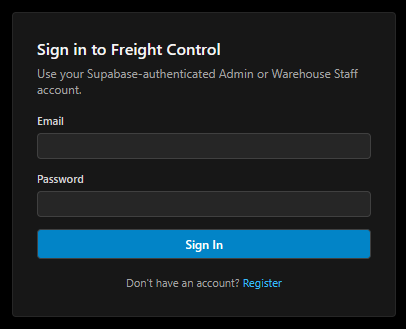 Sign in to Freight Control
Use your Supabase-authenticated Admin or Warehouse Staff
account.
Email
Password
Sign In
Don't have an account? Register